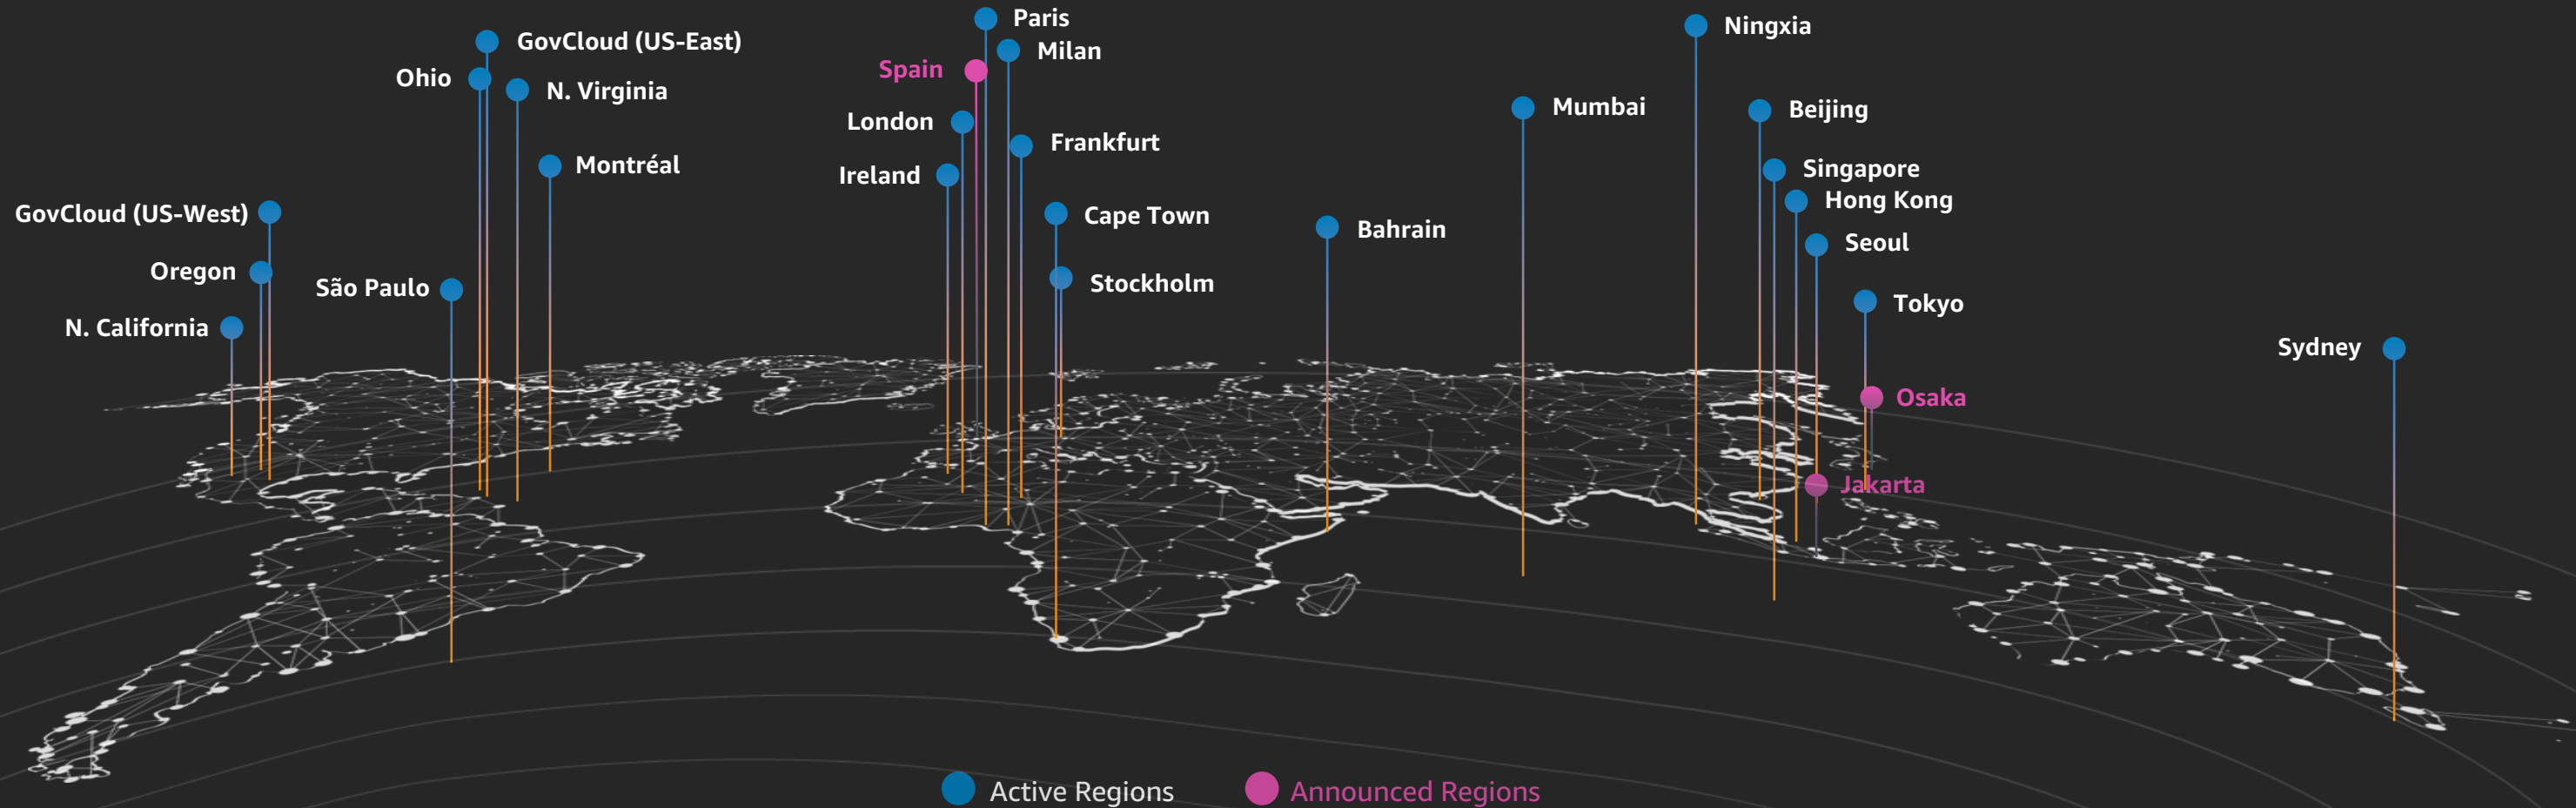 Paris
Ningxia
GovCloud (US-East)
Milan
Spain
Ohio
N. Virginia
Mumbai
Beijing
London
Frankfurt
Montréal
Singapore
Ireland
Hong Kong
GovCloud (US-West)
Cape Town
Bahrain
Seoul
Oregon
São Paulo
Stockholm
Tokyo
N. California
Sydney
Osaka
Jakarta
Active Regions
Announced Regions